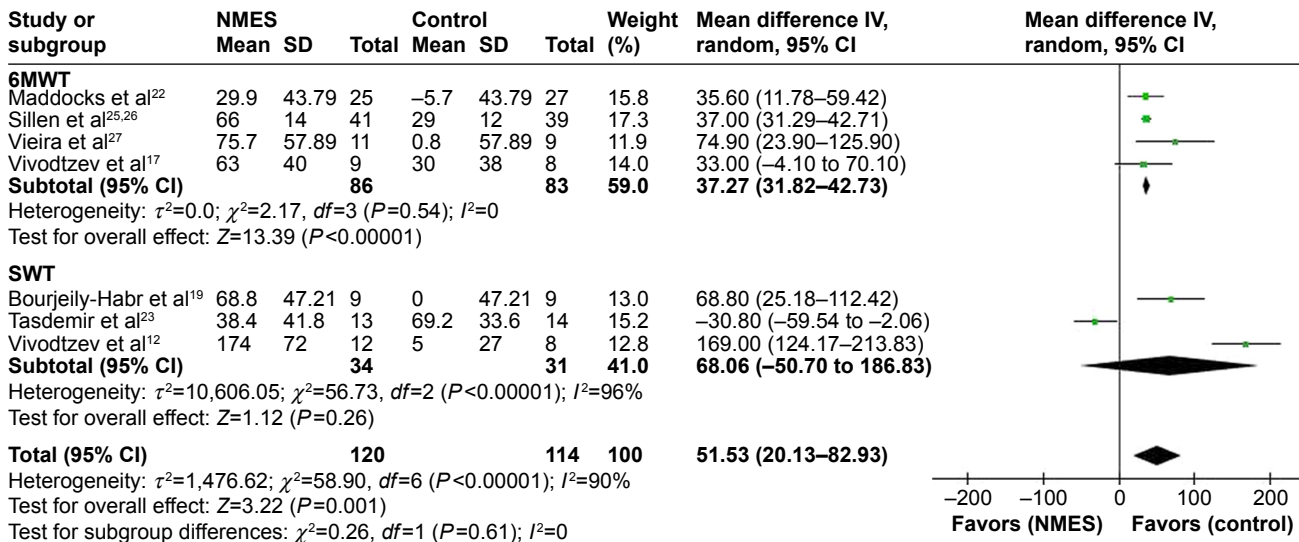 Study or subgroup NMES Control Weight (%) Mean difference IV, random, 95% CI Mean difference IV, random, 95% CI
Mean SD Total Mean SD Total
6MWT
Maddocks et al²² 29.9 43.79 25 –5.7 43.79 27 15.8 35.60 (11.78–59.42)
Sillen et al²⁵,²⁶ 66 14 41 29 12 39 17.3 37.00 (31.29–42.71)
Vieira et al²⁷ 75.7 57.89 11 0.8 57.89 9 11.9 74.90 (23.90–125.90)
Vivodtzev et al¹⁷ 63 40 9 30 38 8 14.0 33.00 (–4.10 to 70.10)
Subtotal (95% CI) 86 83 59.0 37.27 (31.82–42.73)
Heterogeneity: τ²=0.0; χ²=2.17, df=3 (P=0.54); I²=0
Test for overall effect: Z=13.39 (P<0.00001)
SWT
Bourjeily-Habr et al¹⁹ 68.8 47.21 9 0 47.21 9 13.0 68.80 (25.18–112.42)
Tasdemir et al²³ 38.4 41.8 13 69.2 33.6 14 15.2 –30.80 (–59.54 to –2.06)
Vivodtzev et al¹² 174 72 12 5 27 8 12.8 169.00 (124.17–213.83)
Subtotal (95% CI) 34 31 41.0 68.06 (–50.70 to 186.83)
Heterogeneity: τ²=10,606.05; χ²=56.73, df=2 (P<0.00001); I²=96%
Test for overall effect: Z=1.12 (P=0.26)
Total (95% CI) 120 114 100 51.53 (20.13–82.93)
Heterogeneity: τ²=1,476.62; χ²=58.90, df=6 (P<0.00001); I²=90%
Test for overall effect: Z=3.22 (P=0.001)
Test for subgroup differences: χ²=0.26, df=1 (P=0.61); I²=0
–200 –100 0 100 200
Favors (NMES) Favors (control)